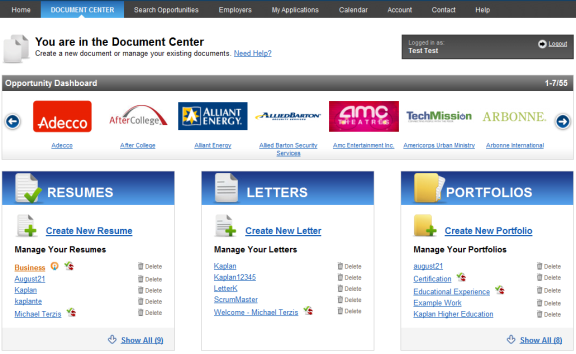 Home DOCUMENT CENTER Search Opportunities Employers My Applications Calendar Account Contact Help
You are in the Document Center
Create a new document or manage your existing documents. Need Help?
Logged in as:
Test Test
Logout
Opportunity Dashboard 1-7/55
Adecco
AfterCollege
ALLIANT
ENERGY.
ALLIEDBARTON
SECURITY SERVICES
amc
THEATRES
TechMission
ARBONNE.
Adecco After College Alliant Energy Allied Barton Security Amc Entertainment Inc. Americorps Urban Ministry Arbonne International
Services
RESUMES
Create New Resume
Manage Your Resumes
Business Delete
August21 Delete
Kaplan Delete
kaplante Delete
Michael Terzis Delete
Show All (9)
LETTERS
Create New Letter
Manage Your Letters
Kaplan Delete
Kaplan12345 Delete
LetterK Delete
ScrumMaster Delete
Welcome - Michael Terzis Delete
PORTFOLIOS
Create New Portfolio
Manage Your Portfolios
august21 Delete
Certification Delete
Educational Experience Delete
Example Work Delete
Kaplan Higher Education Delete
Show All (8)